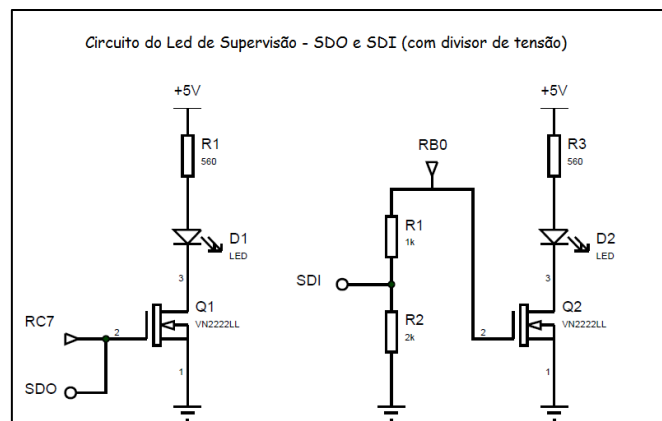 Circuito do Led de Supervisão - SDO e SDI (com divisor de tensão)
+5V
R1
560
D1
LED
3
Q1
VN2222LL
RC7
2
1
SDO
RB0
R1
1k
SDI
R2
2k
+5V
R3
560
D2
LED
3
Q2
VN2222LL
2
1